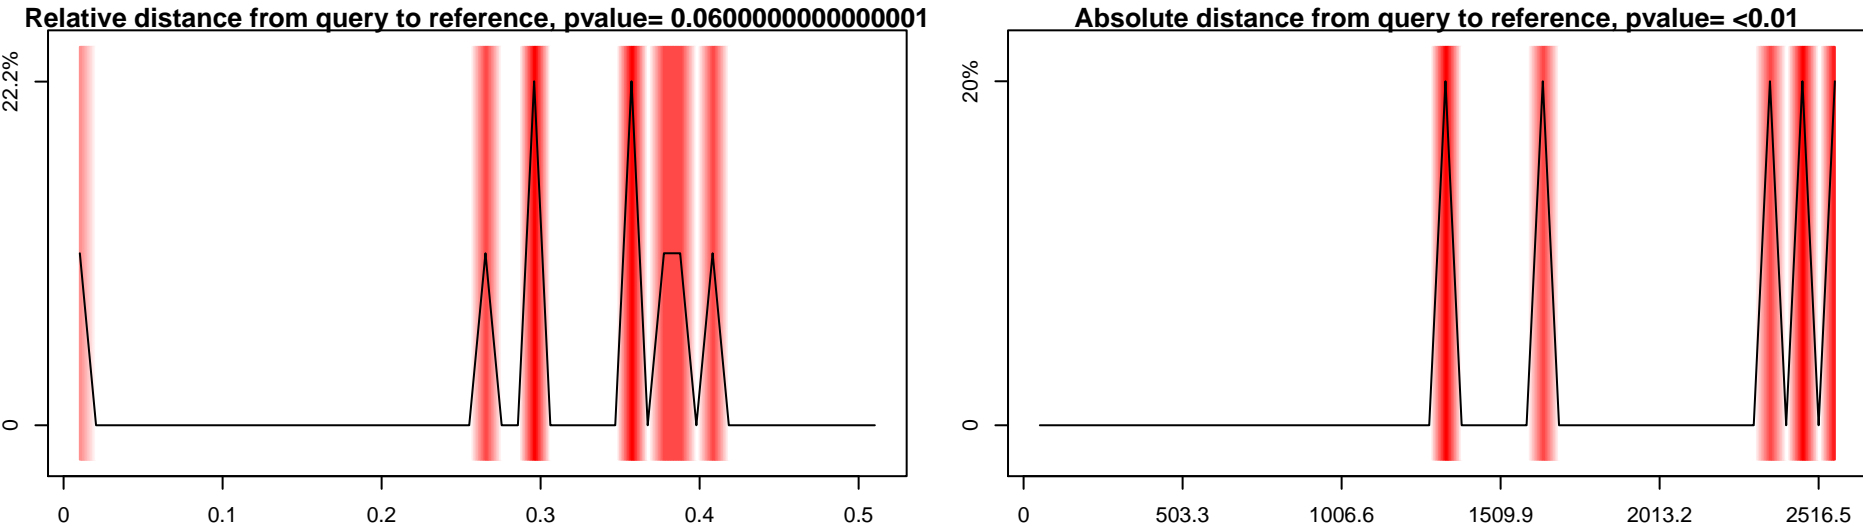 Relative distance from query to reference, pvalue= 0.0600000000000001
22.2%
0
0 0.1 0.2 0.3 0.4 0.5
Absolute distance from query to reference, pvalue= <0.01
20%
0
0 503.3 1006.6 1509.9 2013.2 2516.5